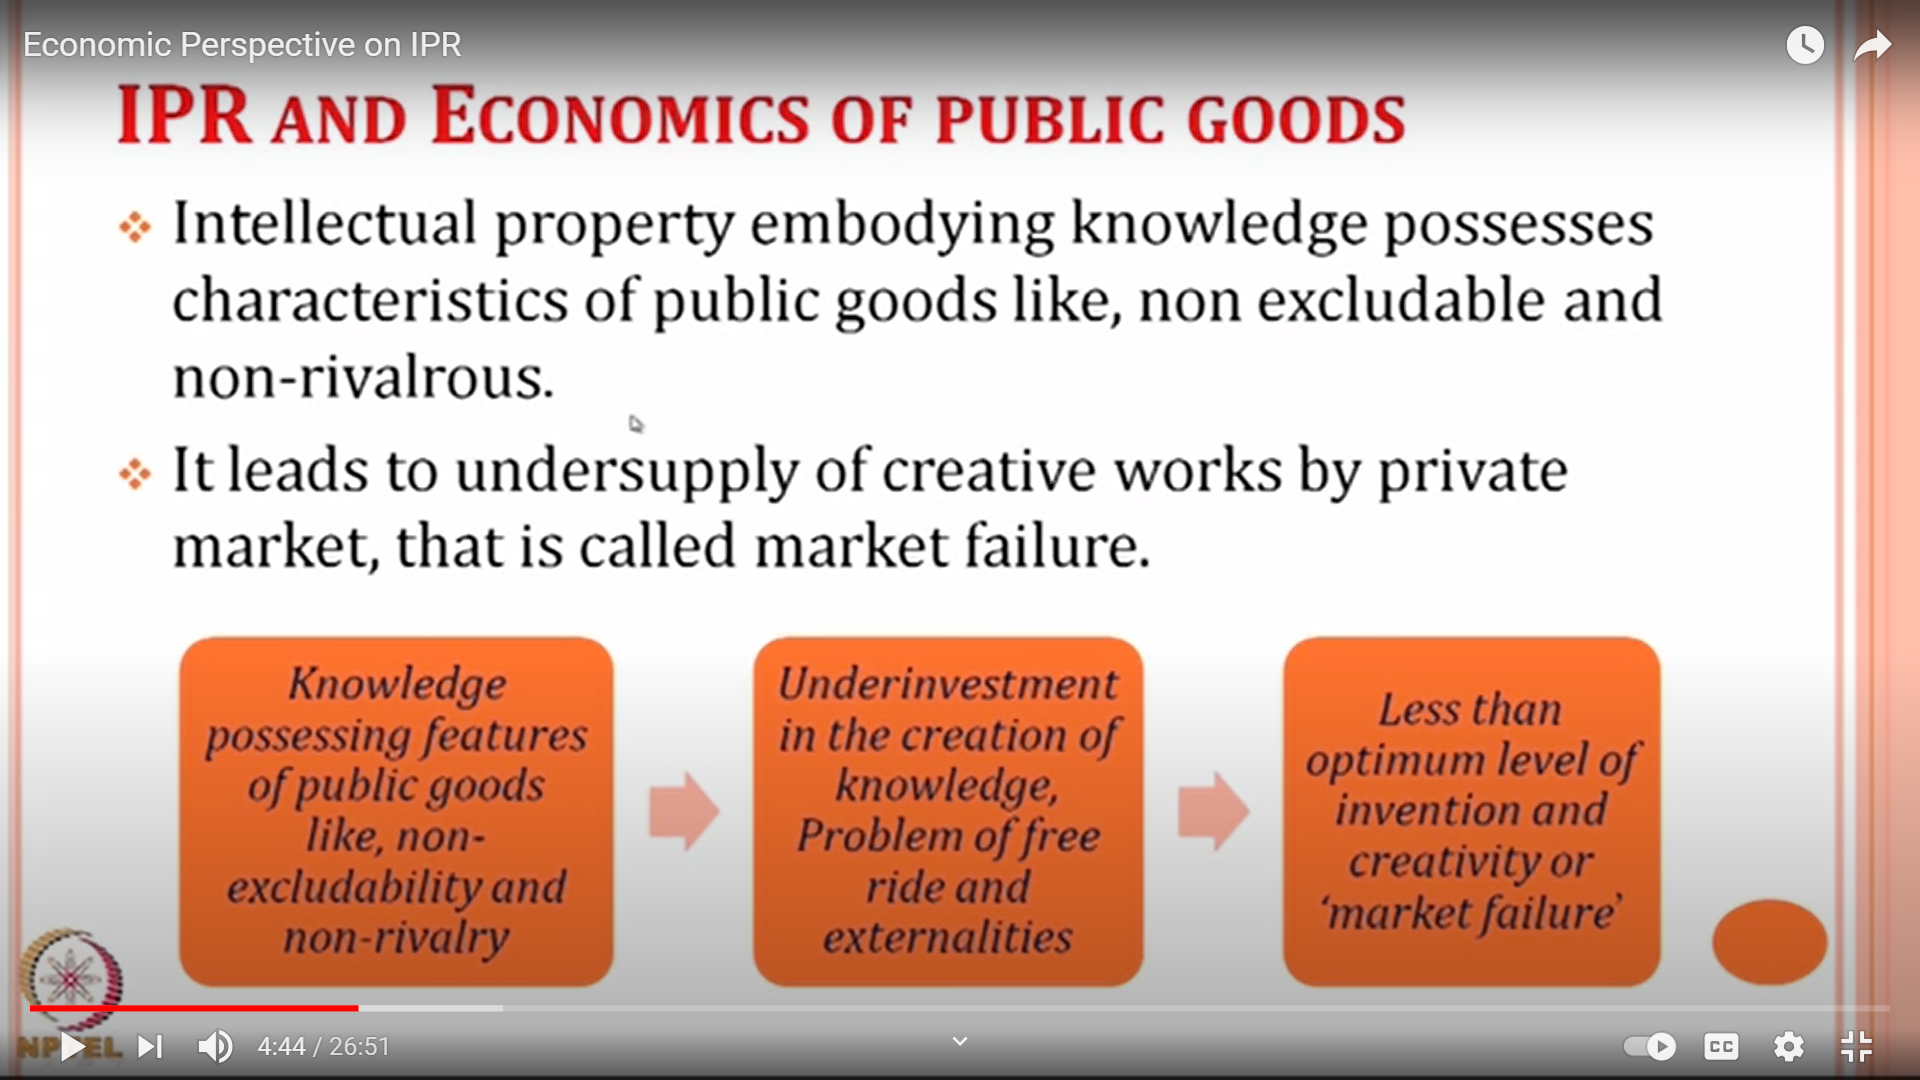 Economic Perspective on IPR
IPR AND ECONOMICS OF PUBLIC GOODS
Intellectual property embodying knowledge possesses
characteristics of public goods like, non excludable and
non-rivalrous.
It leads to undersupply of creative works by private
market, that is called market failure.
Knowledge
possessing features
of public goods
like, non-
excludability and
non-rivalry
Underinvestment
in the creation of
knowledge,
Problem of free
ride and
externalities
Less than
optimum level of
invention and
creativity or
‘market failure’
NPTEL
4:44 / 26:51
CC